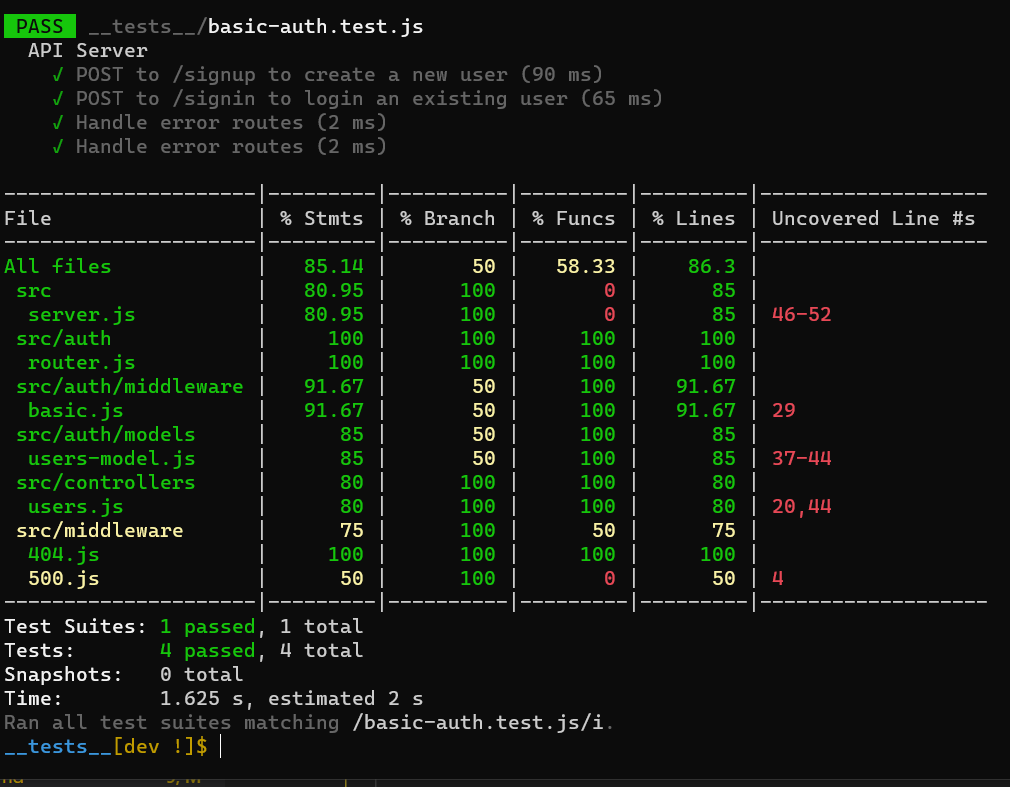 PASS __tests__/basic-auth.test.js
API Server
√ POST to /signup to create a new user (90 ms)
√ POST to /signin to login an existing user (65 ms)
√ Handle error routes (2 ms)
√ Handle error routes (2 ms)
---------------------|---------|----------|---------|---------|-------------------
File | % Stmts | % Branch | % Funcs | % Lines | Uncovered Line #s
---------------------|---------|----------|---------|---------|-------------------
All files | 85.14 | 50 | 58.33 | 86.3 |
src | 80.95 | 100 | 0 | 85 |
server.js | 80.95 | 100 | 0 | 85 | 46-52
src/auth | 100 | 100 | 100 | 100 |
router.js | 100 | 100 | 100 | 100 |
src/auth/middleware | 91.67 | 50 | 100 | 91.67 |
basic.js | 91.67 | 50 | 100 | 91.67 | 29
src/auth/models | 85 | 50 | 100 | 85 |
users-model.js | 85 | 50 | 100 | 85 | 37-44
src/controllers | 80 | 100 | 100 | 80 |
users.js | 80 | 100 | 100 | 80 | 20,44
src/middleware | 75 | 100 | 50 | 75 |
404.js | 100 | 100 | 100 | 100 |
500.js | 50 | 100 | 0 | 50 | 4
---------------------|---------|----------|---------|---------|-------------------
Test Suites: 1 passed, 1 total
Tests: 4 passed, 4 total
Snapshots: 0 total
Time: 1.625 s, estimated 2 s
Ran all test suites matching /basic-auth.test.js/i.
__tests__[dev !]$